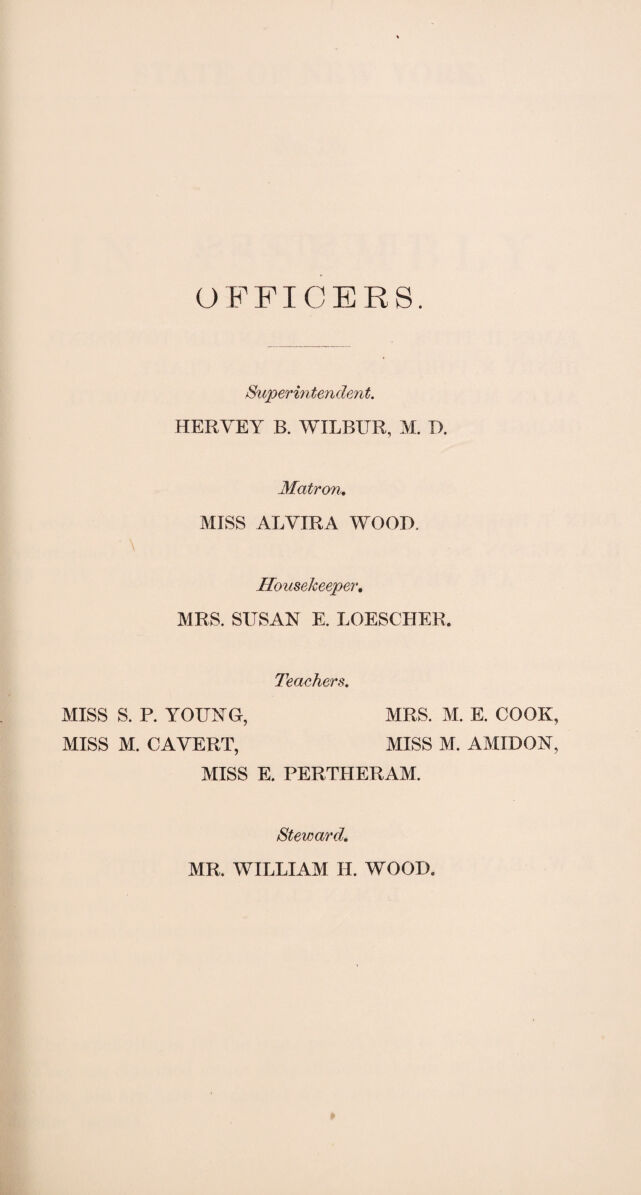 OFFICERS.
Superintendent.
HERVEY B. WILBUR, M. D.
Matron.
MISS ALVIRA WOOD.
Housekeeper.
MRS. SUSAN E. LOESCHER.
Teachers.
MISS S. P. YOUNG, MRS. M. E. COOK,
MISS M. CAVERT, MISS M. AMIDON,
MISS E. PERTHERAM.
Steward.
MR. WILLIAM H. WOOD.